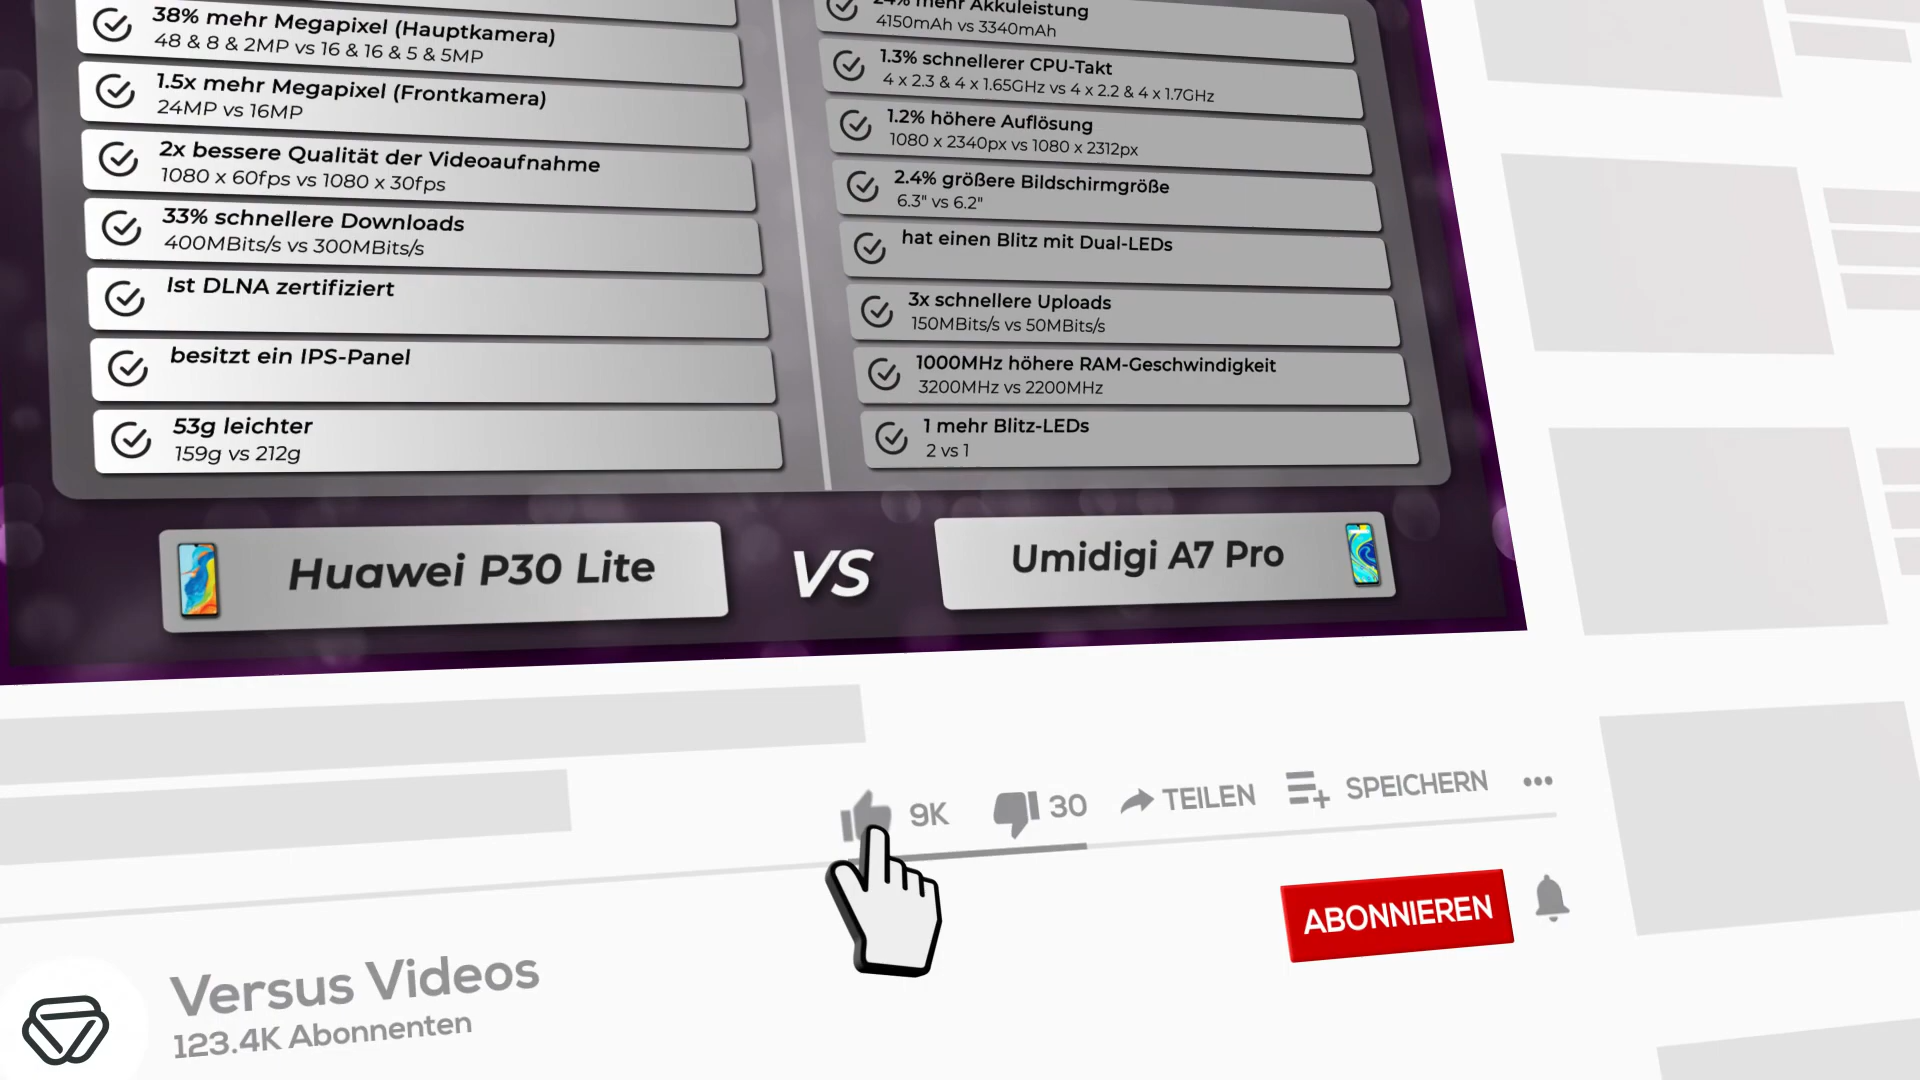 38% mehr Megapixel (Hauptkamera)
48 & 8 & 2MP vs 16 & 16 & 5 & 5MP
1.5x mehr Megapixel (Frontkamera)
24MP vs 16MP
2x bessere Qualität der Videoaufnahme
1080 x 60fps vs 1080 x 30fps
33% schnellere Downloads
400MBits/s vs 300MBits/s
Ist DLNA zertifiziert
besitzt ein IPS-Panel
53g leichter
159g vs 212g
24% mehr Akkuleistung
4150mAh vs 3340mAh
1.3% schnellerer CPU-Takt
4 x 2.3 & 4 x 1.65GHz vs 4 x 2.2 & 4 x 1.7GHz
1.2% höhere Auflösung
1080 x 2340px vs 1080 x 2312px
2.4% größere Bildschirmgröße
6.3" vs 6.2"
hat einen Blitz mit Dual-LEDs
3x schnellere Uploads
150MBits/s vs 50MBits/s
1000MHz höhere RAM-Geschwindigkeit
3200MHz vs 2200MHz
1 mehr Blitz-LEDs
2 vs 1
Huawei P30 Lite
VS
Umidigi A7 Pro
9K
30
TEILEN
SPEICHERN
ABONNIEREN
Versus Videos
123.4K Abonnenten